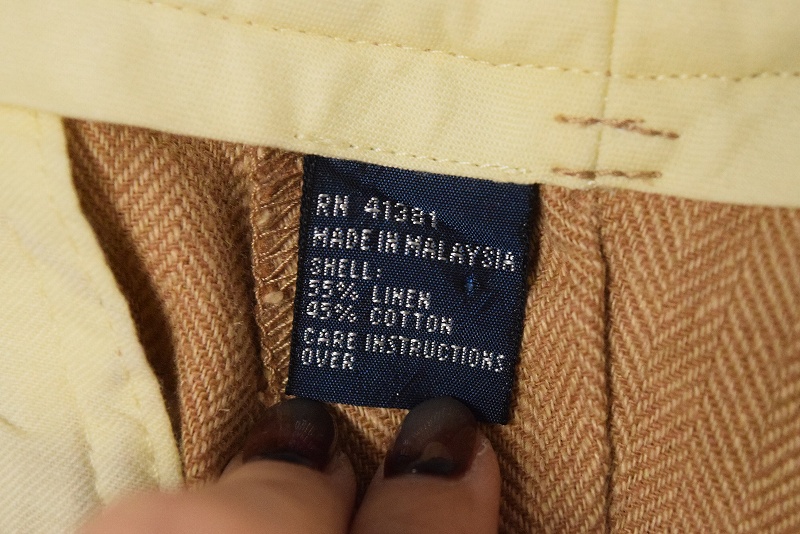 RN 41381
MADE IN MALAYSIA
SHELL:
55% LINEN
45% COTTON
CARE INSTRUCTIONS
OVER